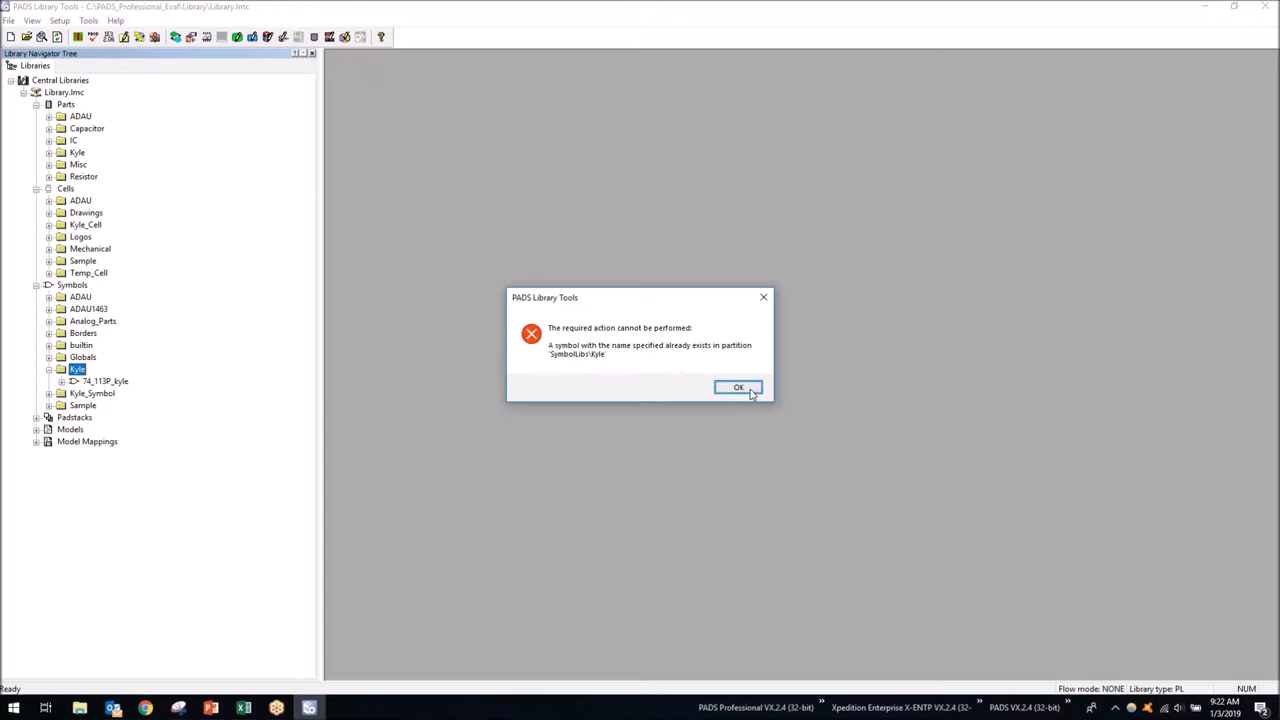 PADS Library Tools - C:\PADS_Professional_Eval\Library\Library.lmc
File View Setup Tools Help
Library Navigator Tree
Libraries
Central Libraries
Library.lmc
Parts
ADAU
Capacitor
IC
Kyle
Misc
Resistor
Cells
ADAU
Drawings
Kyle_Cell
Logos
Mechanical
Sample
Temp_Cell
Symbols
ADAU
ADAU1463
Analog_Parts
Borders
builtin
Globals
Kyle
74_113P_kyle
Kyle_Symbol
Sample
Padstacks
Models
Model Mappings
PADS Library Tools
The required action cannot be performed:
A symbol with the name specified already exists in partition
'SymbolLibs\Kyle'
OK
Ready
Flow mode: NONE Library type: PL NUM
PADS Professional VX.2.4 (32-bit) Xpedition Enterprise X-ENTP VX.2.4 (32- PADS VX.2.4 (32-bit)
9:22 AM
1/3/2019